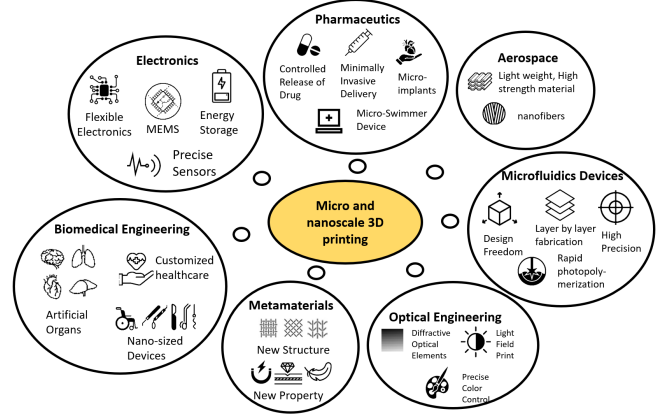 Pharmaceutics
Controlled
Release of
Drug
Minimally
Invasive
Delivery
Micro-
implants
Micro-Swimmer
Device
Electronics
Flexible
Electronics
MEMS
Energy
Storage
Precise
Sensors
Aerospace
Light weight, High
strength material
nanofibers
Microfluidics Devices
Design
Freedom
Layer by layer
fabrication
High
Precision
Rapid
photopoly-
merization
Micro and
nanoscale 3D
printing
Biomedical Engineering
Customized
healthcare
Artificial
Organs
Nano-sized
Devices
Metamaterials
New Structure
New Property
Optical Engineering
Diffractive
Optical
Elements
Light
Field
Print
Precise
Color
Control